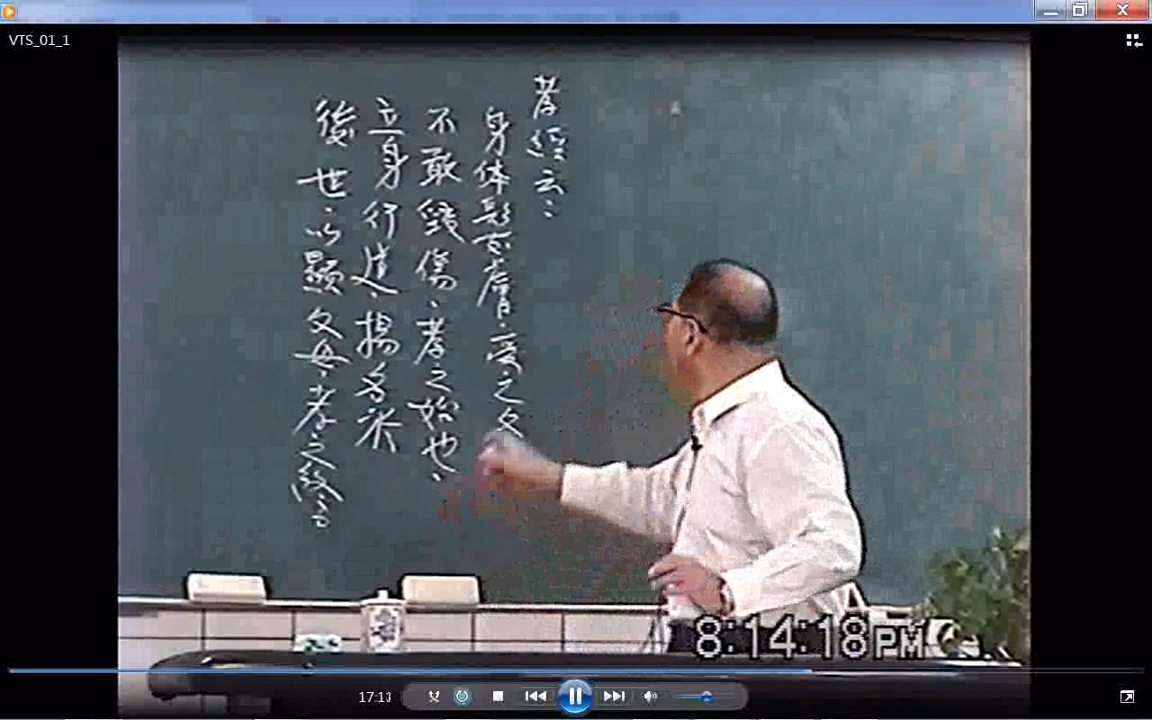 VTS_01_1
孝經云：
身体髮膚、受之父
不敢毀傷、孝之始也、
立身行道、揚名於
後世、以顯父母、孝之終也
8:14:18PM